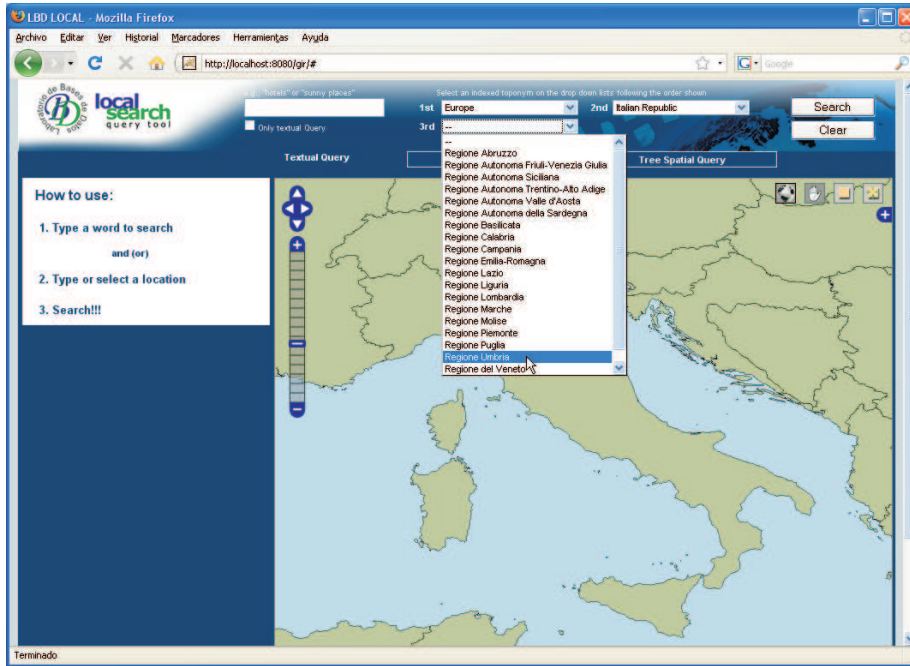 LBD LOCAL - Mozilla Firefox
Archivo Editar Ver Historial Marcadores Herramientas Ayuda
http://localhost:8080/gir/#
Google
Laboratorio de Bases de Datos
BD
local
search
query tool
e.g., "hotels" or "sunny places"
Select an indexed toponym on the drop down lists following the order shown
1st Europe 2nd Italian Republic Search
Only textual Query 3rd -- Clear
Textual Query Tree Spatial Query
--
Regione Abruzzo
Regione Autonoma Friuli-Venezia Giulia
Regione Autonoma Siciliana
Regione Autonoma Trentino-Alto Adige
Regione Autonoma Valle d'Aosta
Regione Autonoma della Sardegna
Regione Basilicata
Regione Calabria
Regione Campania
Regione Emilia-Romagna
Regione Lazio
Regione Liguria
Regione Lombardia
Regione Marche
Regione Molise
Regione Piemonte
Regione Puglia
Regione Umbria
Regione del Veneto
How to use:
1. Type a word to search
and (or)
2. Type or select a location
3. Search!!!
Terminado